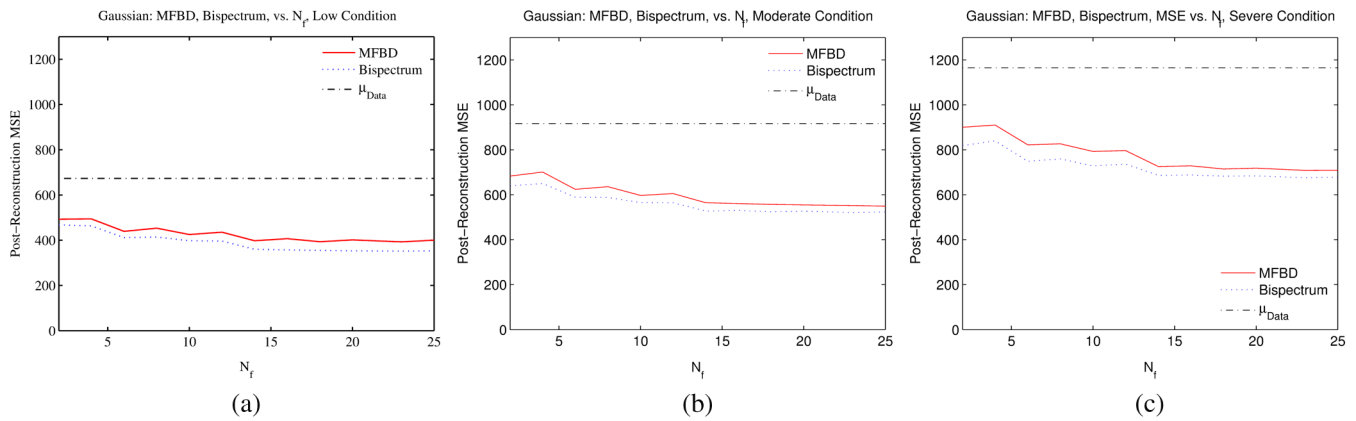 Gaussian: MFBD, Bispectrum, vs. N_f, Low Condition
1200
1000
800
600
400
200
0
Post−Reconstruction MSE
MFBD
Bispectrum
μ_Data
5
10
15
20
25
N_f
(a)
Gaussian: MFBD, Bispectrum, vs. N_f, Moderate Condition
1200
1000
800
600
400
200
0
Post−Reconstruction MSE
MFBD
Bispectrum
μ_Data
5
10
15
20
25
N_f
(b)
Gaussian: MFBD, Bispectrum, MSE vs. N_f, Severe Condition
1200
1000
800
600
400
200
0
Post−Reconstruction MSE
MFBD
Bispectrum
μ_Data
5
10
15
20
25
N_f
(c)